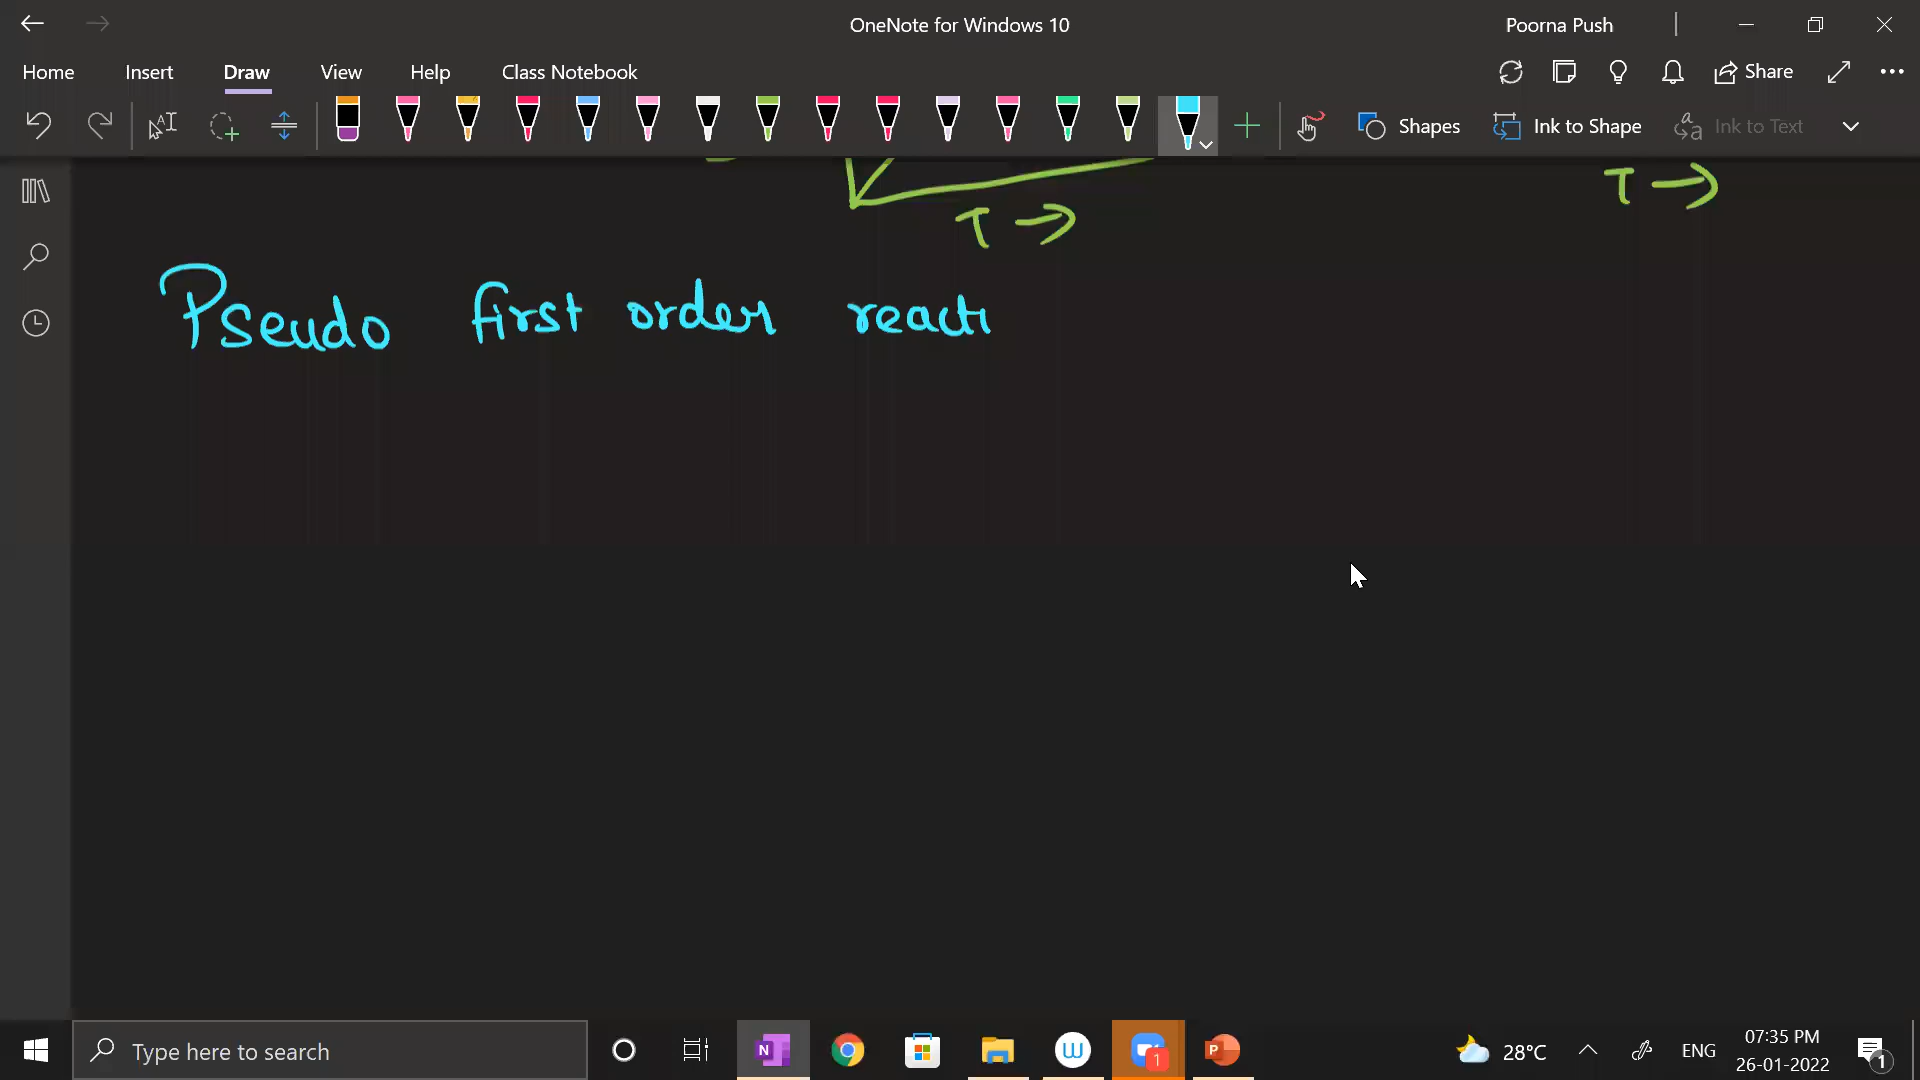 OneNote for Windows 10
Poorna Push
Home Insert Draw View Help Class Notebook
Share
Shapes Ink to Shape Ink to Text
T →
T →
Pseudo first order reacti
Type here to search
28°C
ENG
07:35 PM
26-01-2022